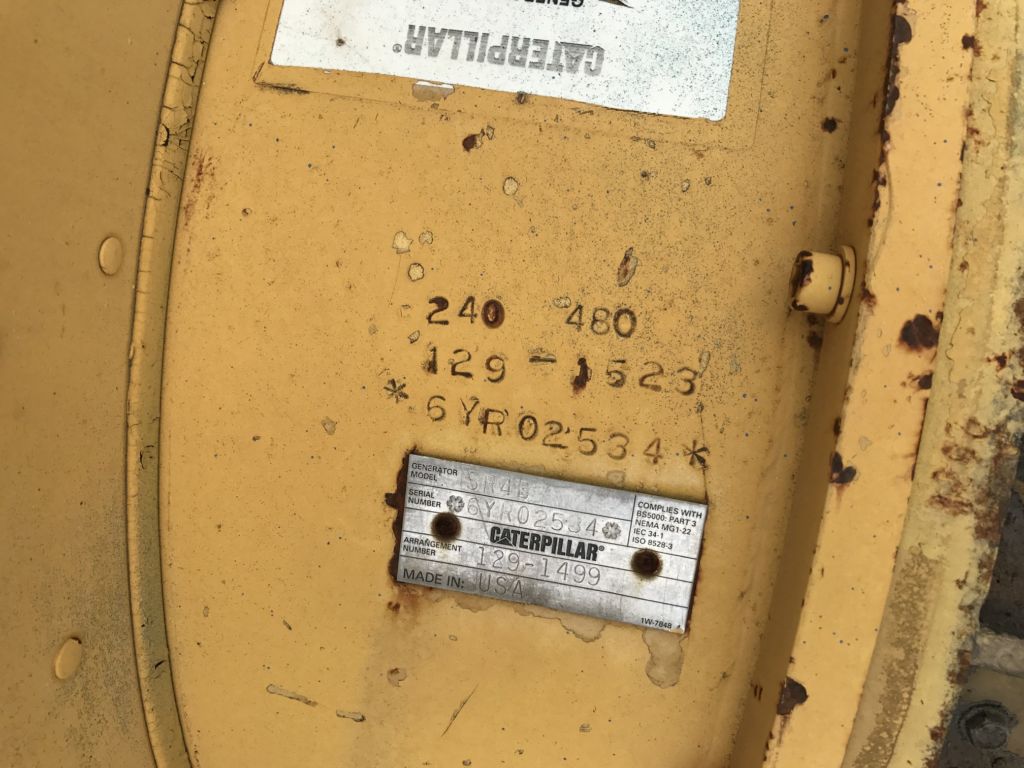 CATERPILLAR®
240 480
129-1523
*6YR02534*
GENERATOR MODEL SR4B
SERIAL NUMBER *6YR02534*
CATERPILLAR®
ARRANGEMENT NUMBER 129-1499
MADE IN: USA
COMPLIES WITH
BS5000: PART 3
NEMA MG1-22
IEC 34-1
ISO 8528-3
1W-7848